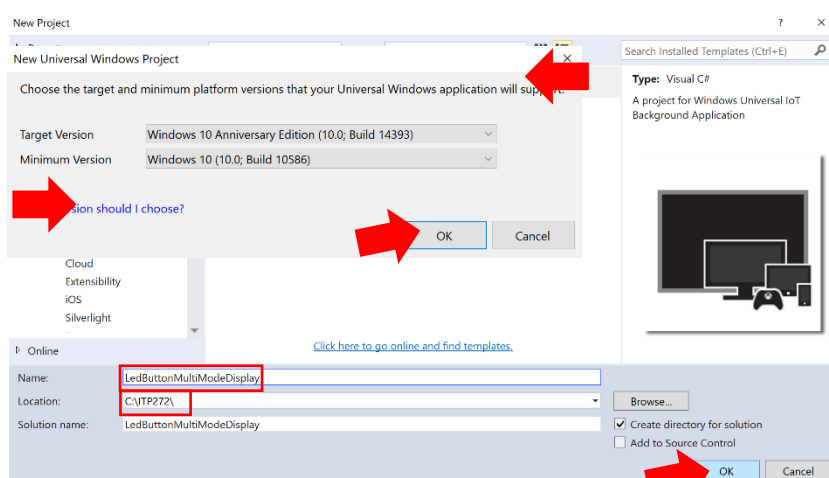 New Project
?
Search Installed Templates (Ctrl+E)
New Universal Windows Project
Type: Visual C#
Choose the target and minimum platform versions that your Universal Windows application will
A project for Windows Universal IoT
Background Application
Target Version
Windows 10 Anniversary Edition (10.0; Build 14393)
Minimum Version
Windows 10 (10.0; Build 10586)
should I choose?
OK
Cancel
Cloud
Extensibility
iOS
Silverlight
Online
Click here to go online and find templates.
Name:
LedButtonMultiModeDisplay
Location:
C:\ITP272\
Browse...
Solution name:
LedButtonMultiModeDisplay
Create directory for solution
Add to Source Control
OK
Cancel